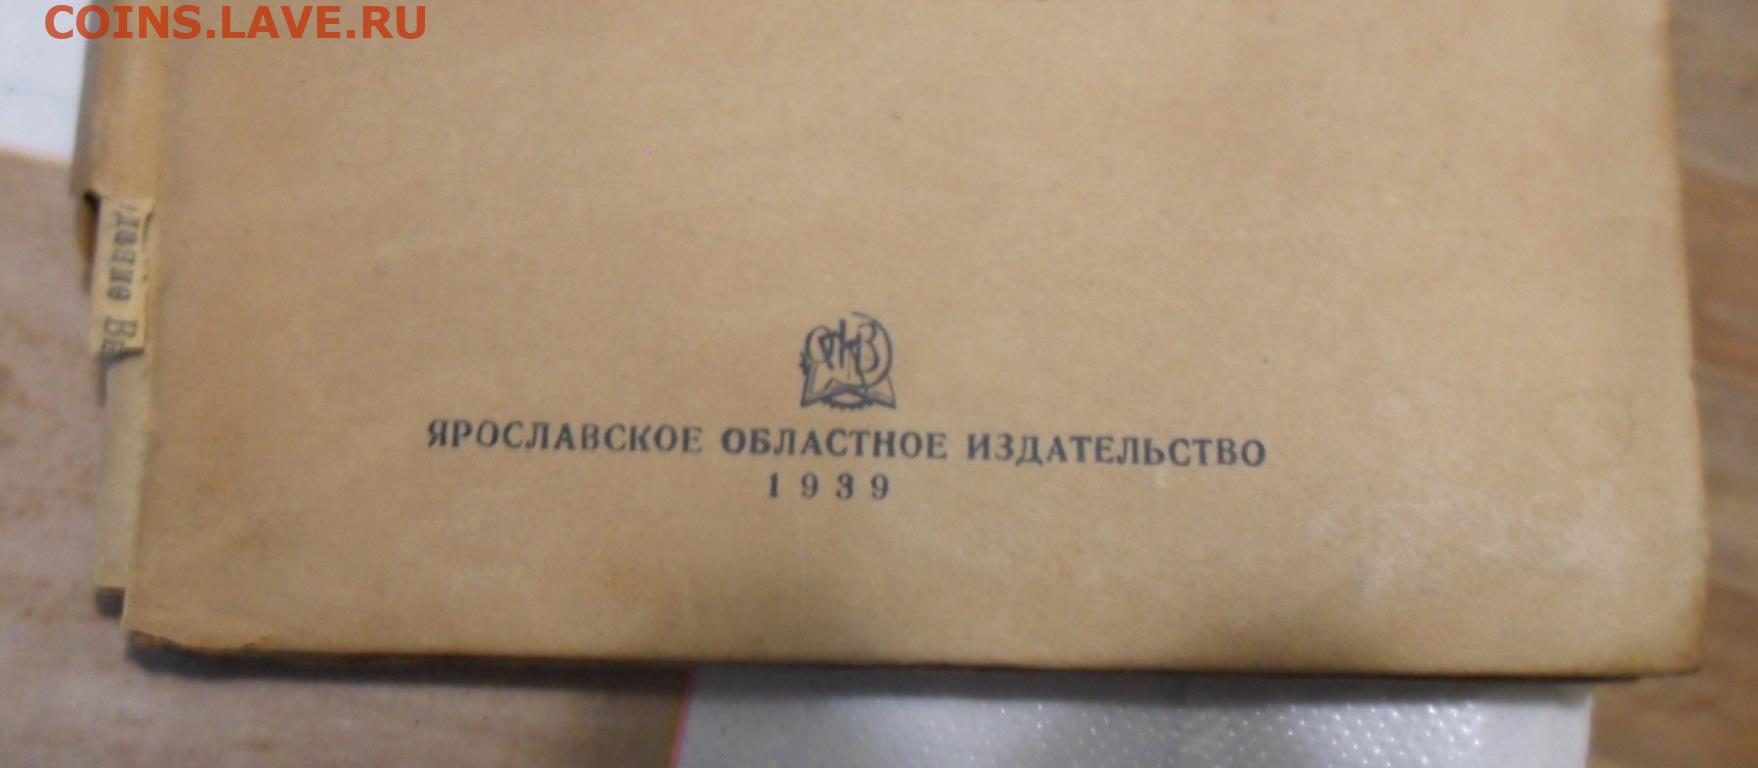 COINS.LAVE.RU
ЯРОСЛАВСКОЕ ОБЛАСТНОЕ ИЗДАТЕЛЬСТВО
1939